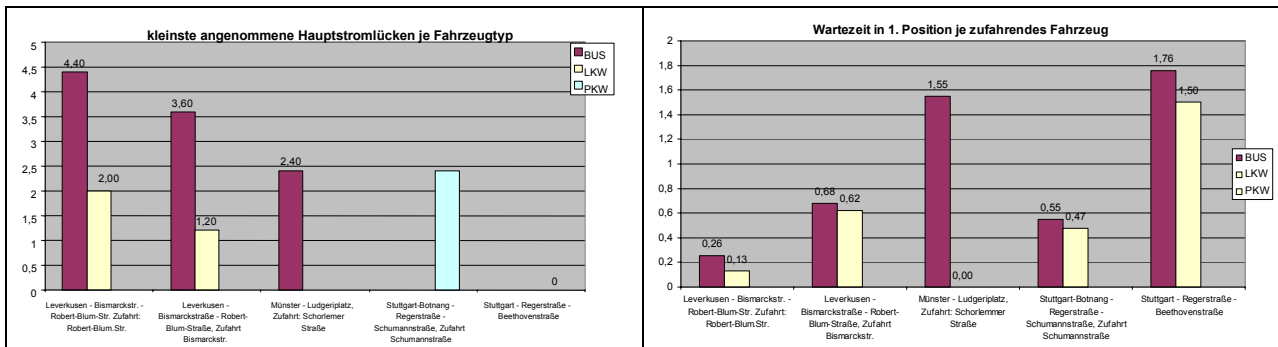 kleinste angenommene Hauptstromlücken je Fahrzeugtyp
5
4,5
4
3,5
3
2,5
2
1,5
1
0,5
0
4,40
2,00
3,60
1,20
2,40
0
BUS
LKW
PKW
Leverkusen - Bismarckstr. -
Robert-Blum-Str. Zufahrt:
Robert-Blum.Str.
Leverkusen -
Bismarckstraße - Robert-
Blum-Straße, Zufahrt
Bismarckstr.
Münster - Ludgeriplatz,
Zufahrt: Schorlemer
Straße
Stuttgart-Botnang -
Regerstraße -
Schumannstraße, Zufahrt
Schumannstraße
Stuttgart - Regerstraße -
Beethovenstraße
Wartezeit in 1. Position je zufahrendes Fahrzeug
2
1,8
1,6
1,4
1,2
1
0,8
0,6
0,4
0,2
0
0,26
0,13
0,68
0,62
1,55
0,00
0,55
0,47
1,76
1,50
BUS
LKW
PKW
Leverkusen - Bismarckstr. -
Robert-Blum-Str. Zufahrt:
Robert-Blum.Str.
Leverkusen -
Bismarckstraße - Robert-
Blum-Straße, Zufahrt
Bismarckstr.
Münster - Ludgeriplatz,
Zufahrt: Schorlemmer
Straße
Stuttgart-Botnang -
Regerstraße -
Schumannstraße, Zufahrt
Schumannstraße
Stuttgart - Regerstraße -
Beethovenstraße